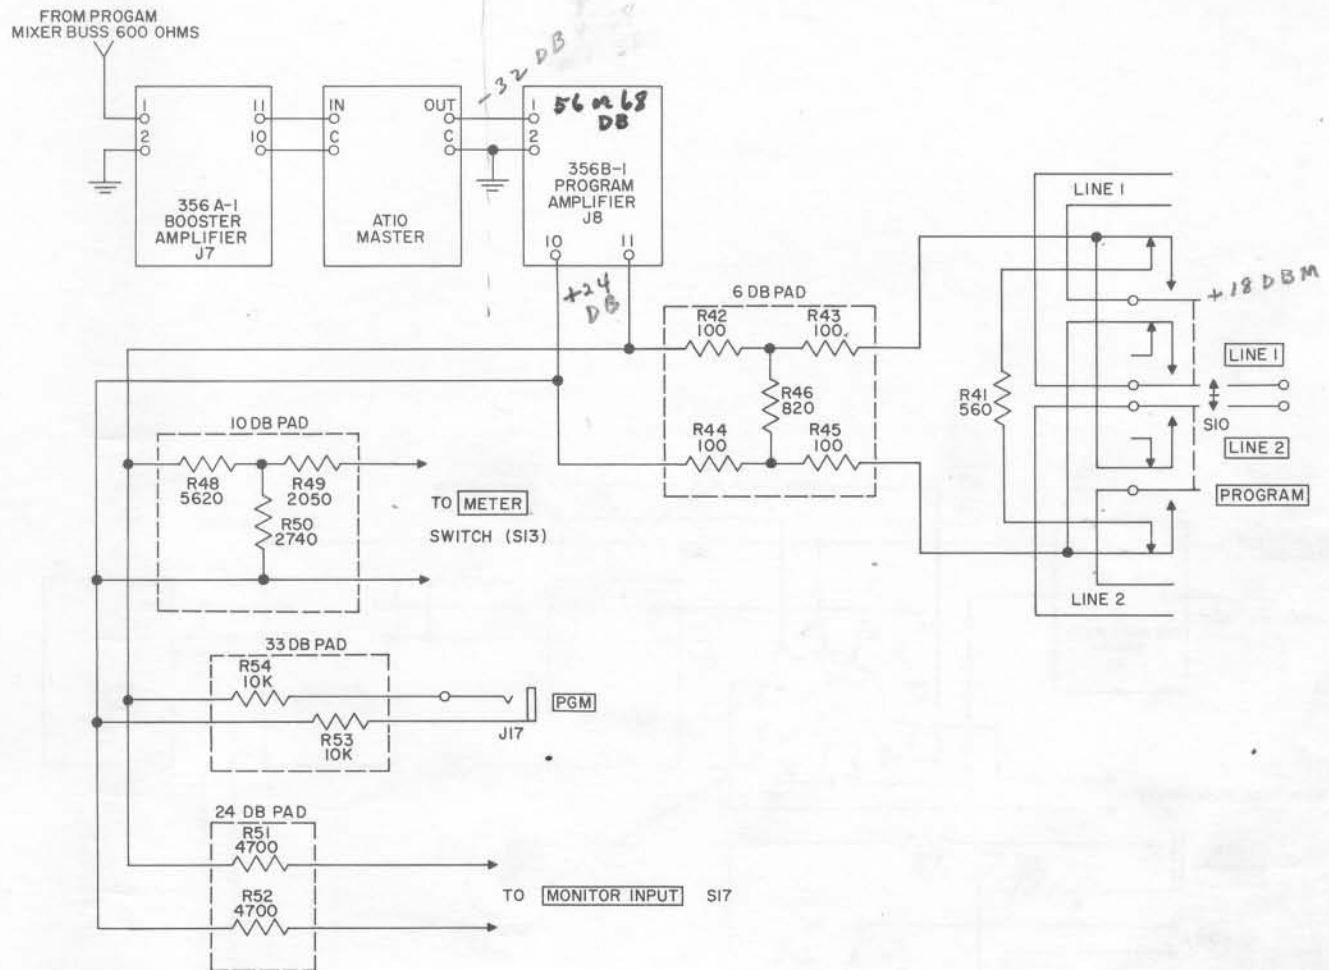 FROM PROGAM
MIXER BUSS 600 OHMS
1
2
11
10
356 A-1
BOOSTER
AMPLIFIER
J7
IN
C
OUT
C
AT10
MASTER
-32 DB
1
2
56 or 68
DB
356B-1
PROGRAM
AMPLIFIER
J8
10
11
+24
DB
6 DB PAD
R42
100
R43
100
R46
820
R44
100
R45
100
LINE 1
+18 DBM
R41
560
LINE 1
S10
LINE 2
PROGRAM
LINE 2
10 DB PAD
R48
5620
R49
2050
R50
2740
TO METER
SWITCH (S13)
33 DB PAD
R54
10K
R53
10K
J17
PGM
24 DB PAD
R51
4700
R52
4700
TO MONITOR INPUT S17